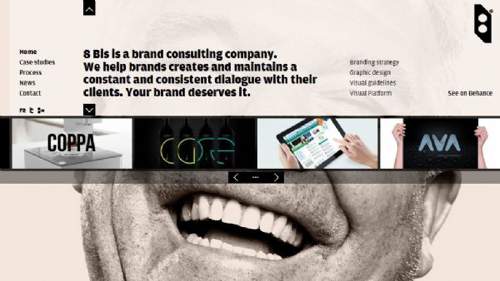 Home
Case studies
Process
News
Contact
8 Bis is a brand consulting company.
We help brands creates and maintains a
constant and consistent dialogue with their
clients. Your brand deserves it.
Branding strategy
Graphic design
Visual guidelines
Visual Platform
See on Behance
COPPA
care
AVA